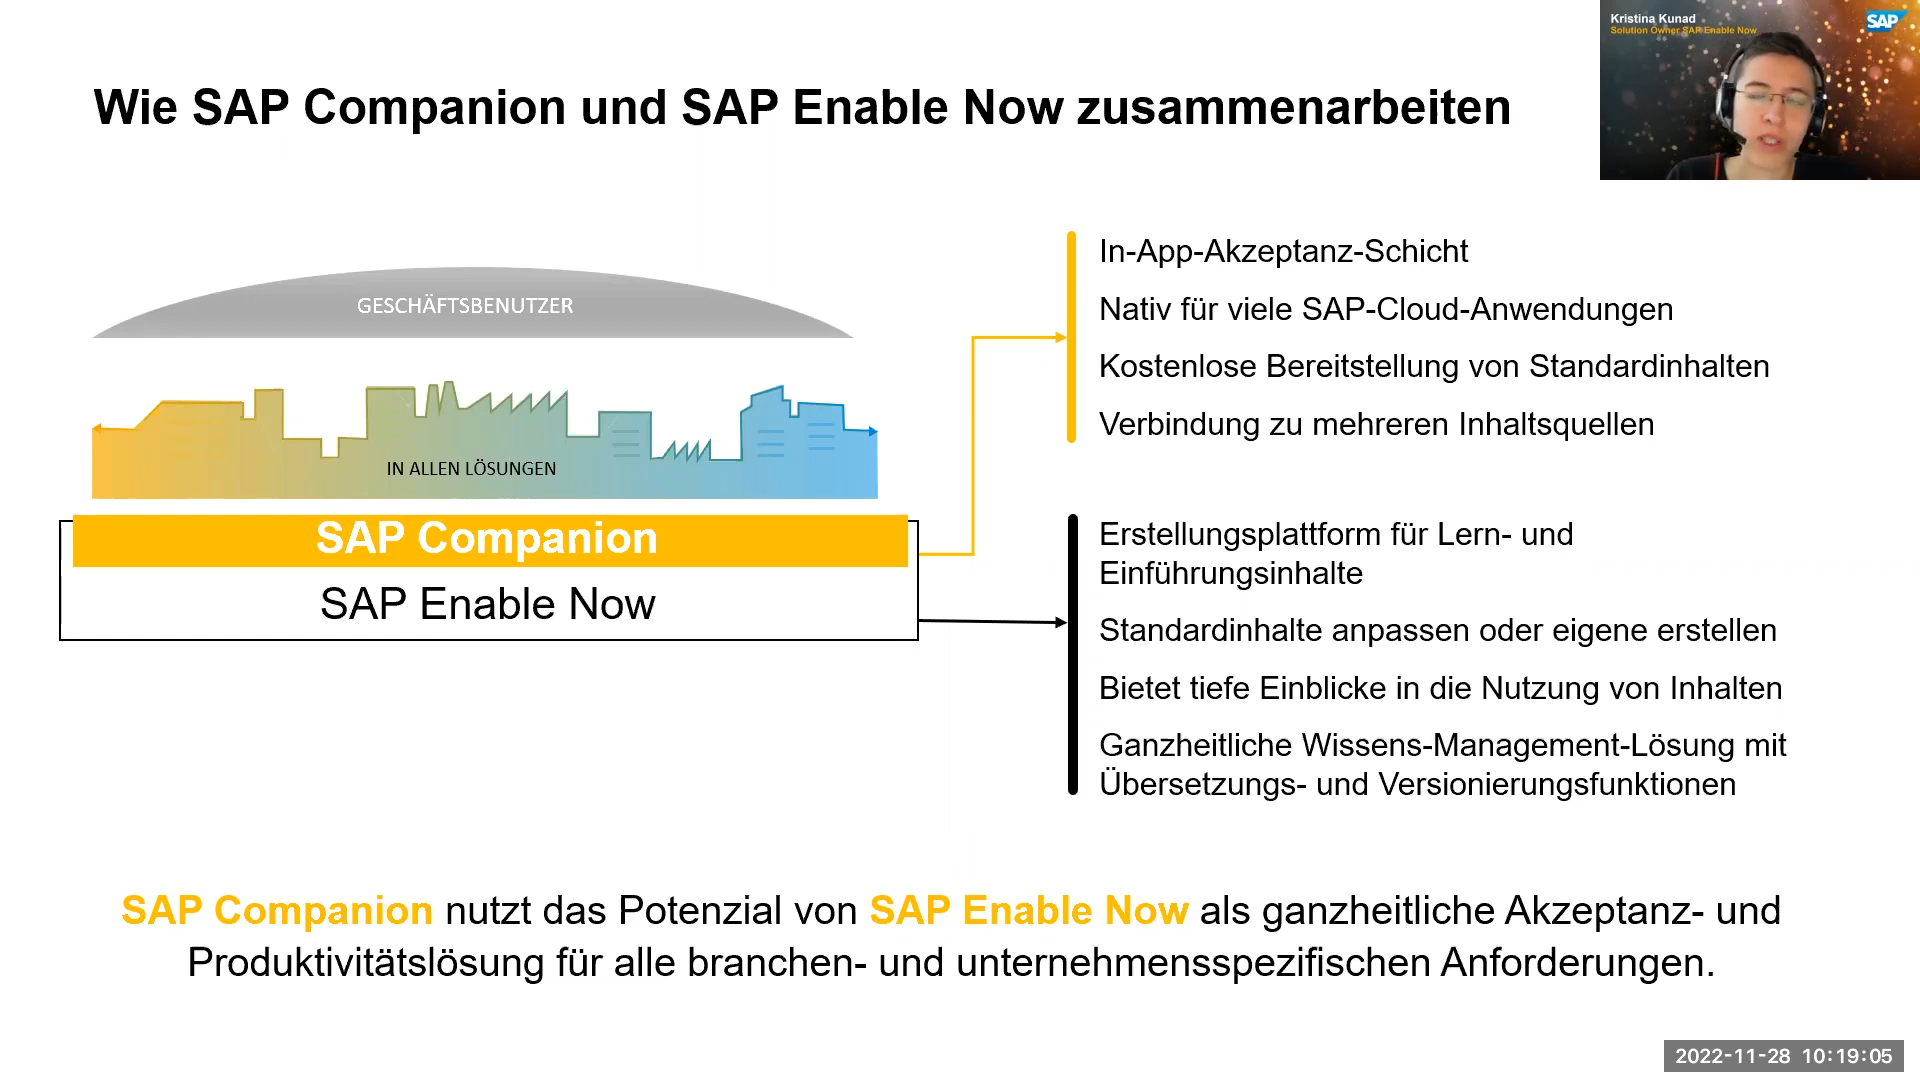 Kristina Kunad
Solution Owner SAP Enable Now
SAP
Wie SAP Companion und SAP Enable Now zusammenarbeiten
GESCHÄFTSBENUTZER
IN ALLEN LÖSUNGEN
SAP Companion
SAP Enable Now
In-App-Akzeptanz-Schicht
Nativ für viele SAP-Cloud-Anwendungen
Kostenlose Bereitstellung von Standardinhalten
Verbindung zu mehreren Inhaltsquellen
Erstellungsplattform für Lern- und
Einführungsinhalte
Standardinhalte anpassen oder eigene erstellen
Bietet tiefe Einblicke in die Nutzung von Inhalten
Ganzheitliche Wissens-Management-Lösung mit
Übersetzungs- und Versionierungsfunktionen
SAP Companion nutzt das Potenzial von SAP Enable Now als ganzheitliche Akzeptanz- und
Produktivitätslösung für alle branchen- und unternehmensspezifischen Anforderungen.
2022-11-28 10:19:05